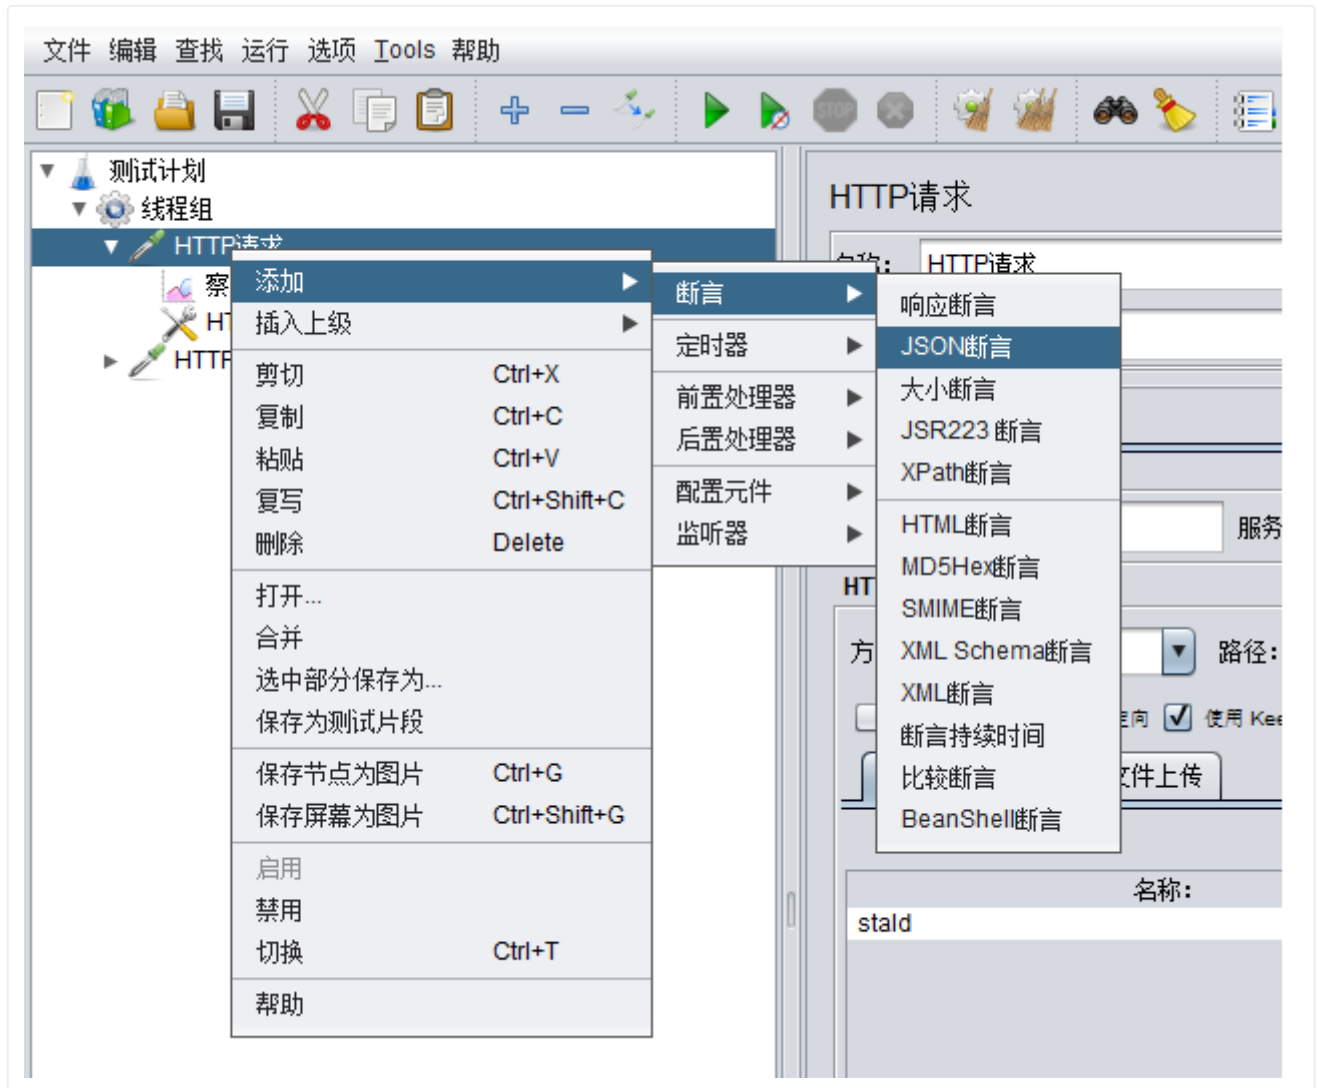 文件 编辑 查找 运行 选项 Tools 帮助
STOP
测试计划
线程组
HTTP请求
察
HT
HTTP
添加
插入上级
剪切 Ctrl+X
复制 Ctrl+C
粘贴 Ctrl+V
复写 Ctrl+Shift+C
删除 Delete
打开...
合并
选中部分保存为...
保存为测试片段
保存节点为图片 Ctrl+G
保存屏幕为图片 Ctrl+Shift+G
启用
禁用
切换 Ctrl+T
帮助
断言
定时器
前置处理器
后置处理器
配置元件
监听器
响应断言
JSON断言
大小断言
JSR223 断言
XPath断言
HTML断言
MD5Hex断言
SMIME断言
XML Schema断言
XML断言
断言持续时间
比较断言
BeanShell断言
HTTP请求
名称: HTTP请求
服务
HT
方
路径:
定向 使用 Kee
文件上传
名称:
stald